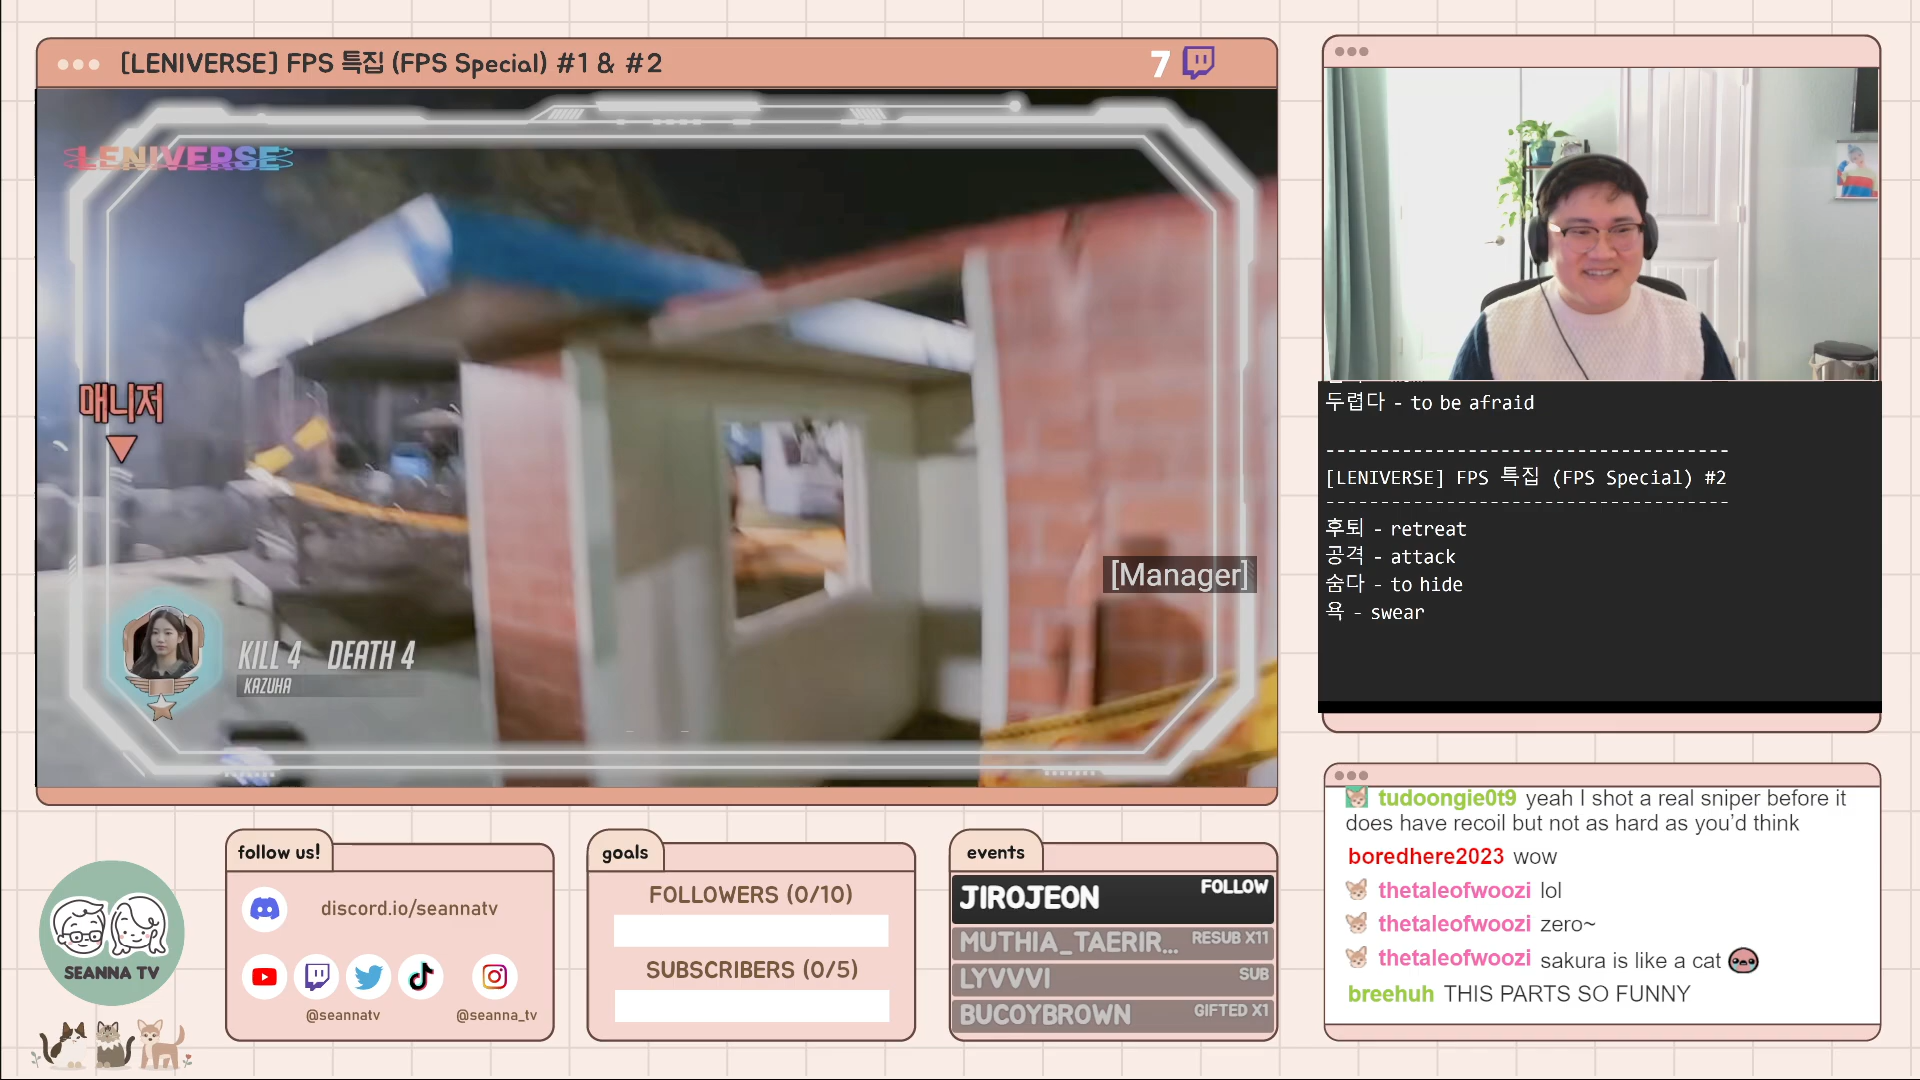 [LENIVERSE] FPS 특집 (FPS Special) #1 & #2
7
LENIVERSE
매니저
[Manager]
KILL 4 DEATH 4
KAZUHA
두렵다 - to be afraid
-------------------------------------
[LENIVERSE] FPS 특집 (FPS Special) #2
-------------------------------------
후퇴 - retreat
공격 - attack
숨다 - to hide
욕 - swear
tudoongie0t9 yeah I shot a real sniper before it
does have recoil but not as hard as you'd think
boredhere2023 wow
thetaleofwoozi lol
thetaleofwoozi zero~
thetaleofwoozi sakura is like a cat
breehuh THIS PARTS SO FUNNY
SEANNA TV
follow us!
discord.io/seannatv
@seannatv
@seanna_tv
goals
FOLLOWERS (0/10)
SUBSCRIBERS (0/5)
events
JIROJEON FOLLOW
MUTHIA_TAERIR... RESUB X11
LYVVVI SUB
BUCOYBROWN GIFTED X1